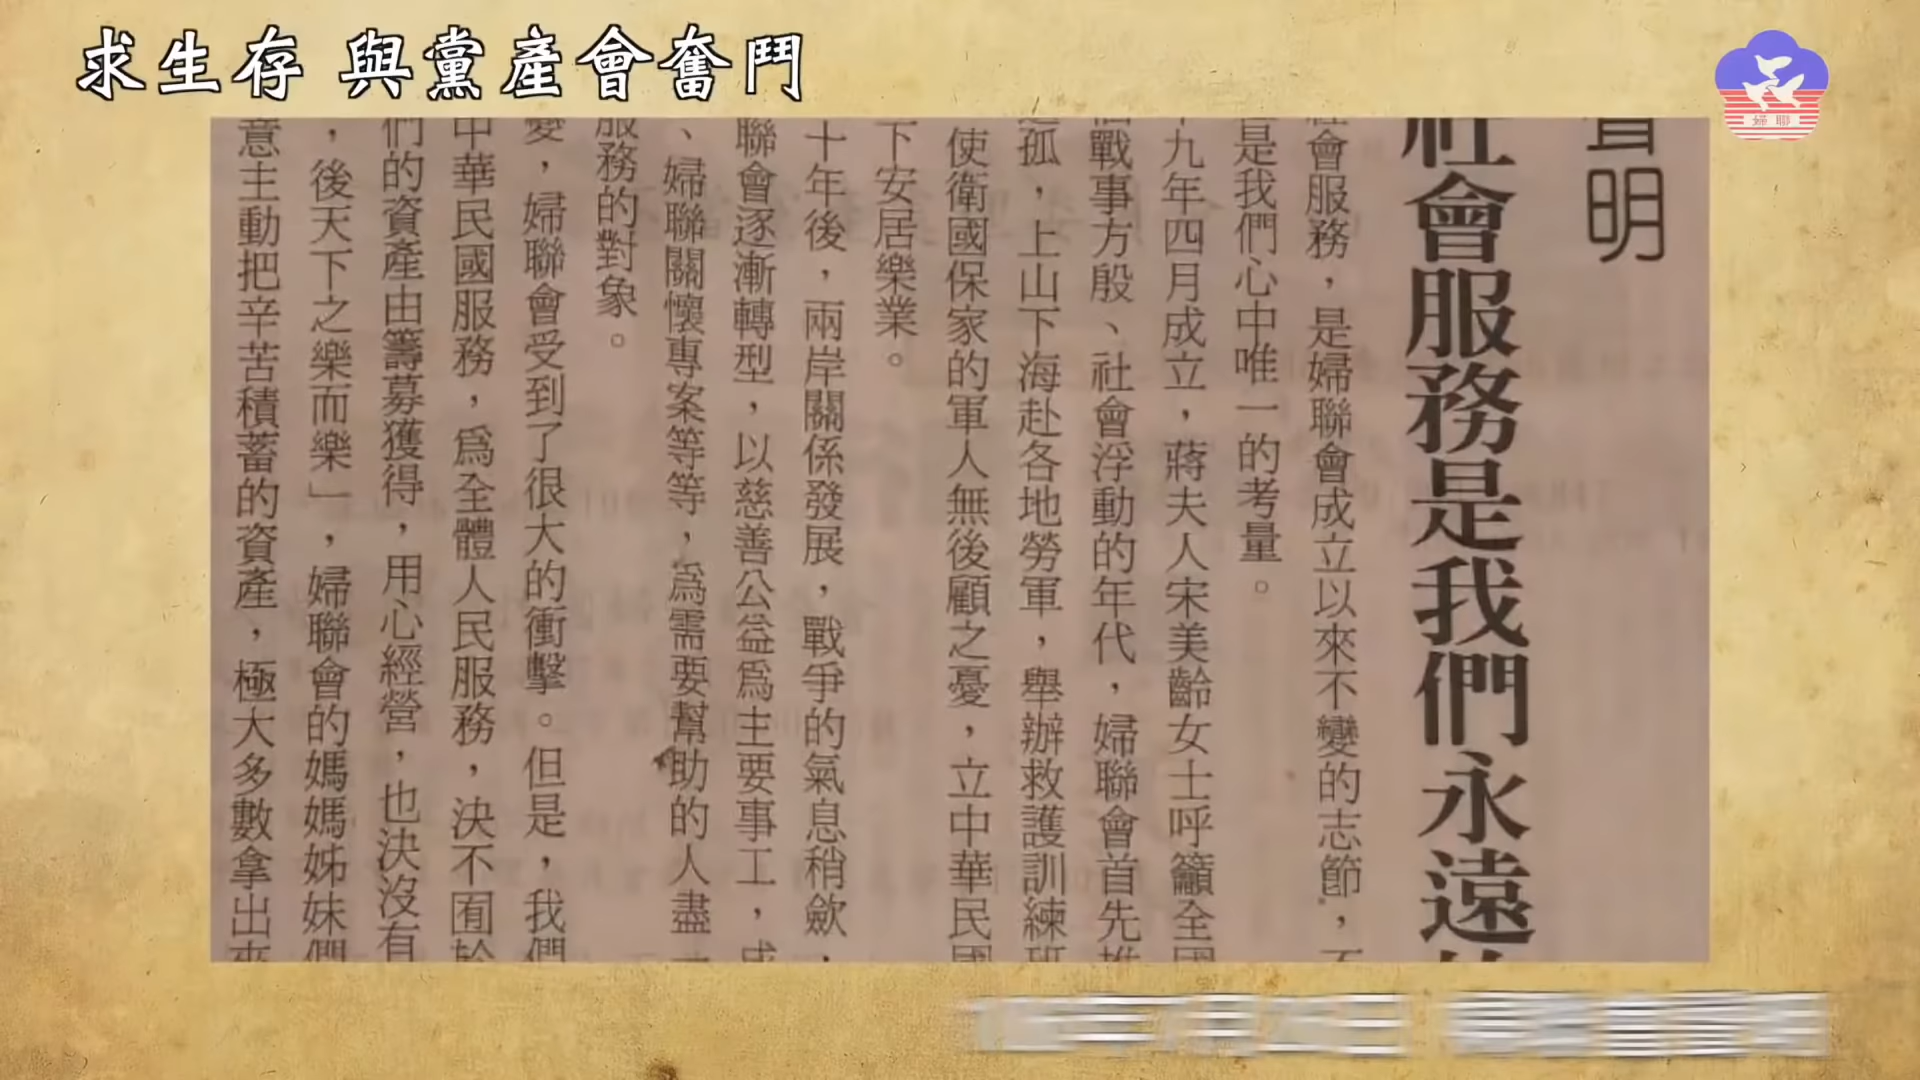 求生存 與黨產會奮鬥
婦聯
聲明
社會服務是我們永遠
社會服務，是婦聯會成立以來不變的志節，不
是我們心中唯一的考量。
九年四月成立，蔣夫人宋美齡女士呼籲全國
戰事方殷、社會浮動的年代，婦聯會首先推
遺孤，上山下海赴各地勞軍，舉辦救護訓練班
使衛國保家的軍人無後顧之憂，立中華民國
下安居樂業。
十年後，兩岸關係發展，戰爭的氣息稍歛，
聯會逐漸轉型，以慈善公益為主要事工，成
、婦聯關懷專案等等，為需要幫助的人盡一
服務的對象。
變，婦聯會受到了很大的衝擊。但是，我們
中華民國服務，為全體人民服務，決不囿於
們的資產由籌募獲得，用心經營，也決沒有
，後天下之樂而樂」，婦聯會的媽媽姊妹們
意主動把辛苦積蓄的資產，極大多數拿出來